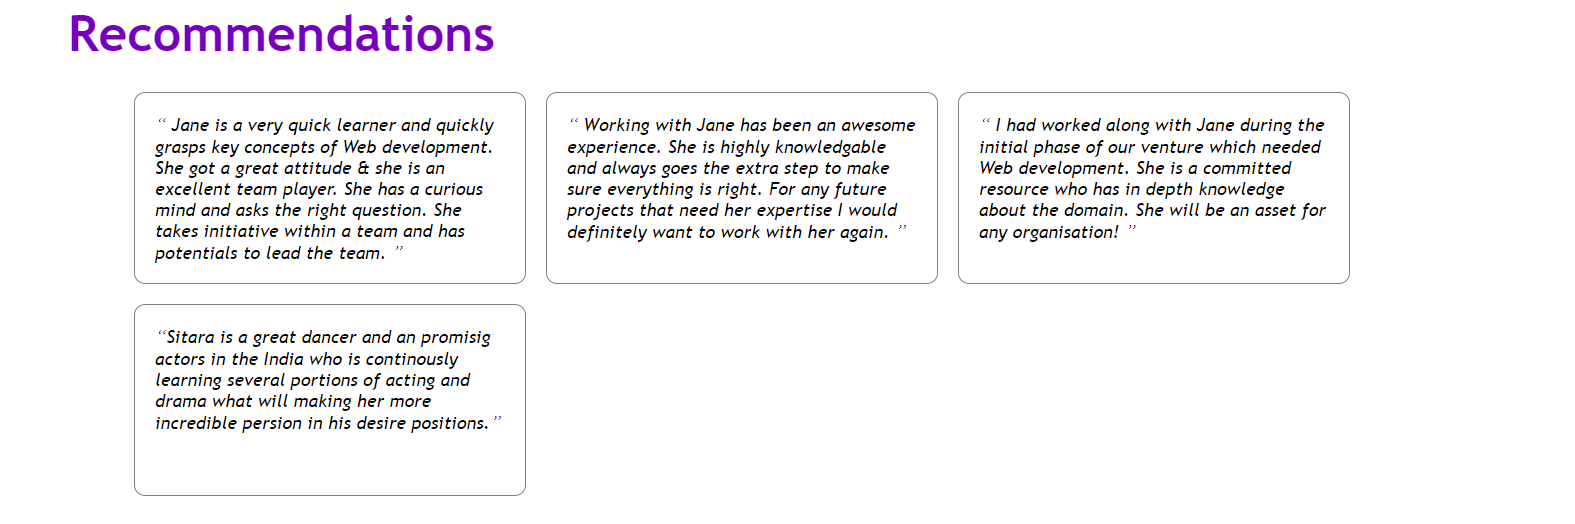 Recommendations
“ Jane is a very quick learner and quickly
grasps key concepts of Web development.
She got a great attitude & she is an
excellent team player. She has a curious
mind and asks the right question. She
takes initiative within a team and has
potentials to lead the team. ”
“ Working with Jane has been an awesome
experience. She is highly knowledgable
and always goes the extra step to make
sure everything is right. For any future
projects that need her expertise I would
definitely want to work with her again. ”
“ I had worked along with Jane during the
initial phase of our venture which needed
Web development. She is a committed
resource who has in depth knowledge
about the domain. She will be an asset for
any organisation! ”
“Sitara is a great dancer and an promisig
actors in the India who is continously
learning several portions of acting and
drama what will making her more
incredible persion in his desire positions.”